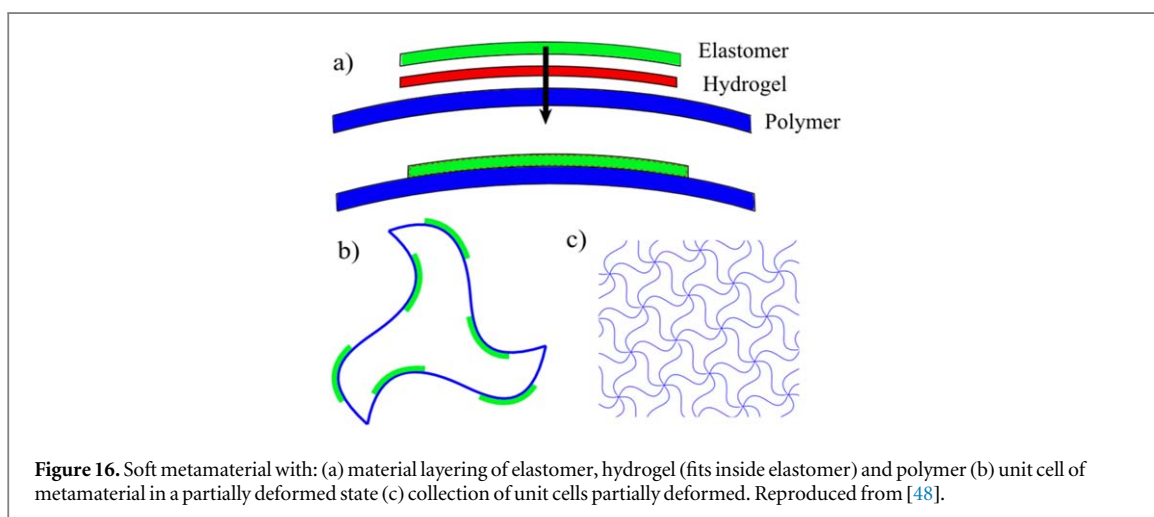 a)
Elastomer
Hydrogel
Polymer
b)
c)
Figure 16. Soft metamaterial with: (a) material layering of elastomer, hydrogel (fits inside elastomer) and polymer (b) unit cell of
metamaterial in a partially deformed state (c) collection of unit cells partially deformed. Reproduced from [48].